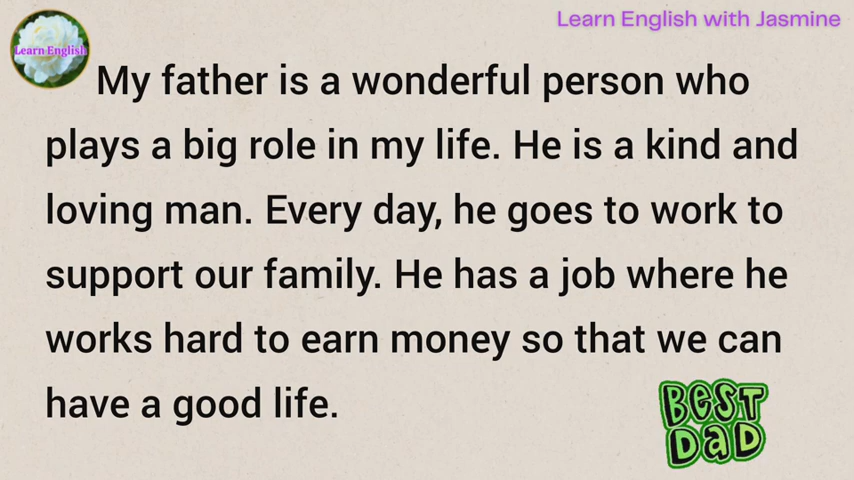 Learn English with Jasmine
Learn English
My father is a wonderful person who
plays a big role in my life. He is a kind and
loving man. Every day, he goes to work to
support our family. He has a job where he
works hard to earn money so that we can
have a good life.
BEST
DAD